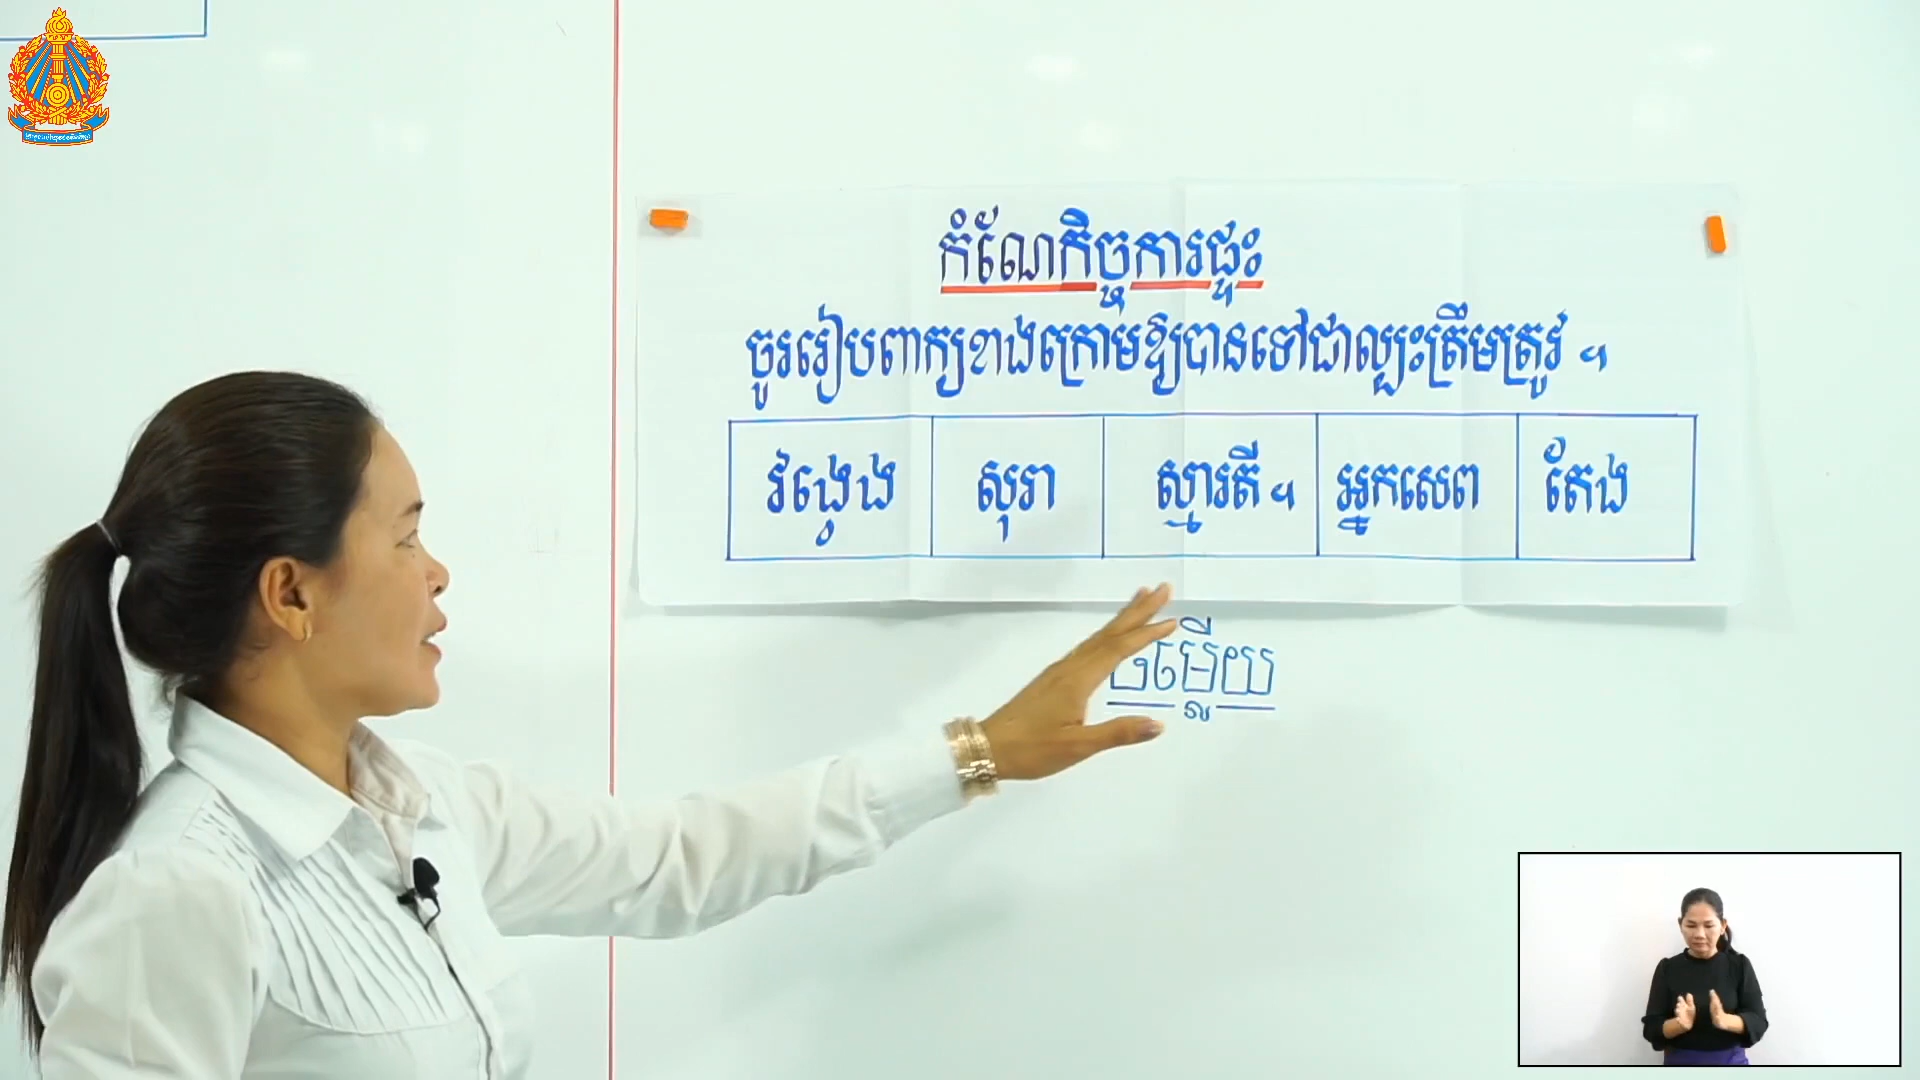 កំណែកិច្ចការផ្ទះ
ចូររៀបពាក្យខាងក្រោមឱ្យបានទៅជាល្បះត្រឹមត្រូវ ។
វង្វេង សុរា ស្មារតី ។ អ្នកសេព តែង
ចម្លើយ